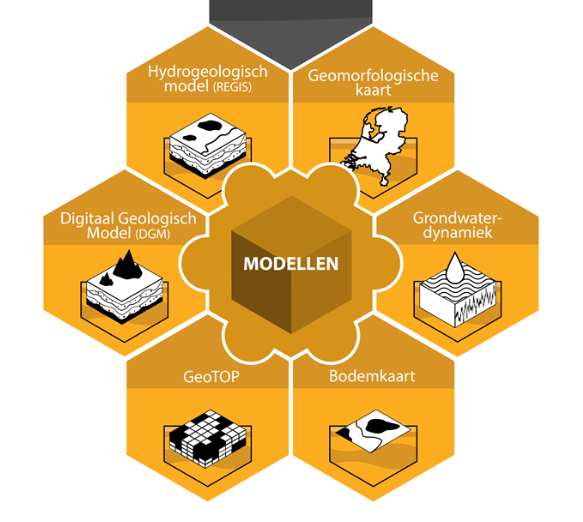 Hydrogeologisch
model (REGIS)
Geomorfologische
kaart
Digitaal Geologisch
Model (DGM)
Grondwater-
dynamiek
MODELLEN
GeoTOP
Bodemkaart